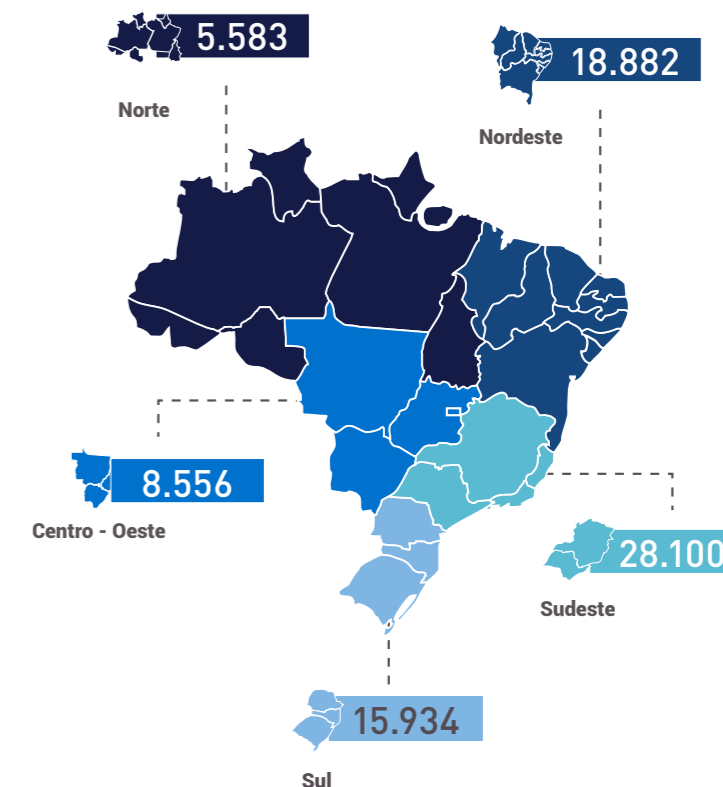 5.583
Norte
18.882
Nordeste
8.556
Centro - Oeste
28.100
Sudeste
15.934
Sul